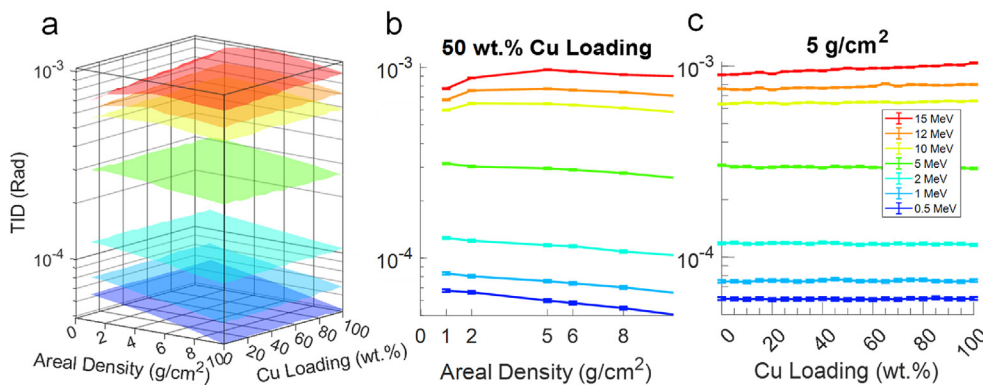 a
b
c
50 wt.% Cu Loading
5 g/cm²
10⁻³
10⁻⁴
TID (Rad)
0
2
4
6
8
100
20
40
60
80
100
Areal Density (g/cm²)
Cu Loading (wt.%)
10⁻³
10⁻⁴
0 1 2 5 6 8
Areal Density (g/cm²)
10⁻³
10⁻⁴
15 MeV
12 MeV
10 MeV
5 MeV
2 MeV
1 MeV
0.5 MeV
0 20 40 60 80 100
Cu Loading (wt.%)